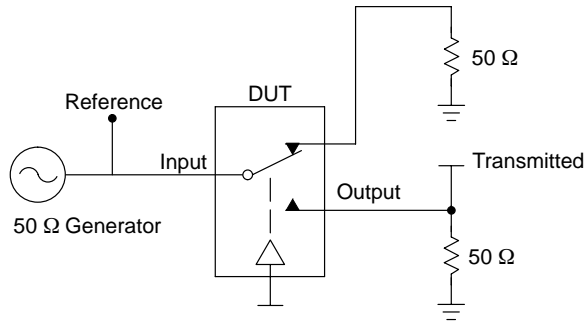 50 Ω
DUT
Reference
Input
Transmitted
Output
50 Ω Generator
50 Ω